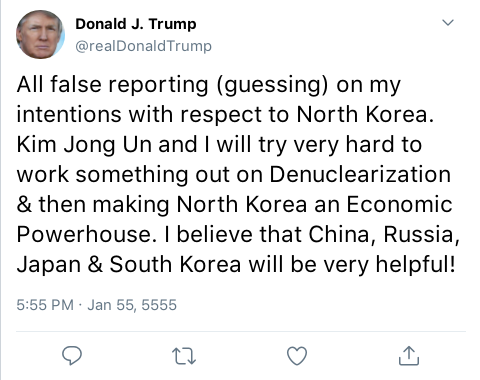 Donald J. Trump
@realDonaldTrump
All false reporting (guessing) on my
intentions with respect to North Korea.
Kim Jong Un and I will try very hard to
work something out on Denuclearization
& then making North Korea an Economic
Powerhouse. I believe that China, Russia,
Japan & South Korea will be very helpful!
5:55 PM · Jan 55, 5555